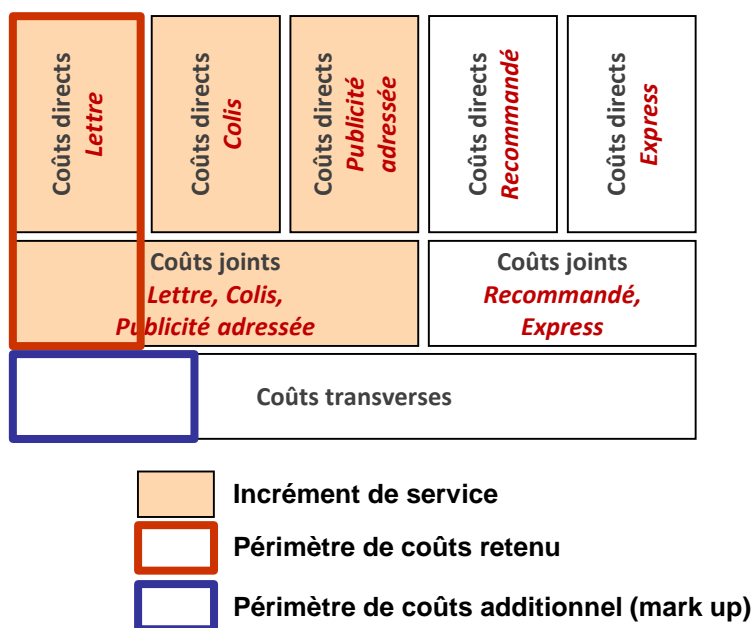 Coûts directs
Lettre
Coûts directs
Colis
Coûts directs
Publicité
adressée
Coûts directs
Recommandé
Coûts directs
Express
Coûts joints
Lettre, Colis,
Publicité adressée
Coûts joints
Recommandé,
Express
Coûts transverses
Incrément de service
Périmètre de coûts retenu
Périmètre de coûts additionnel (mark up)